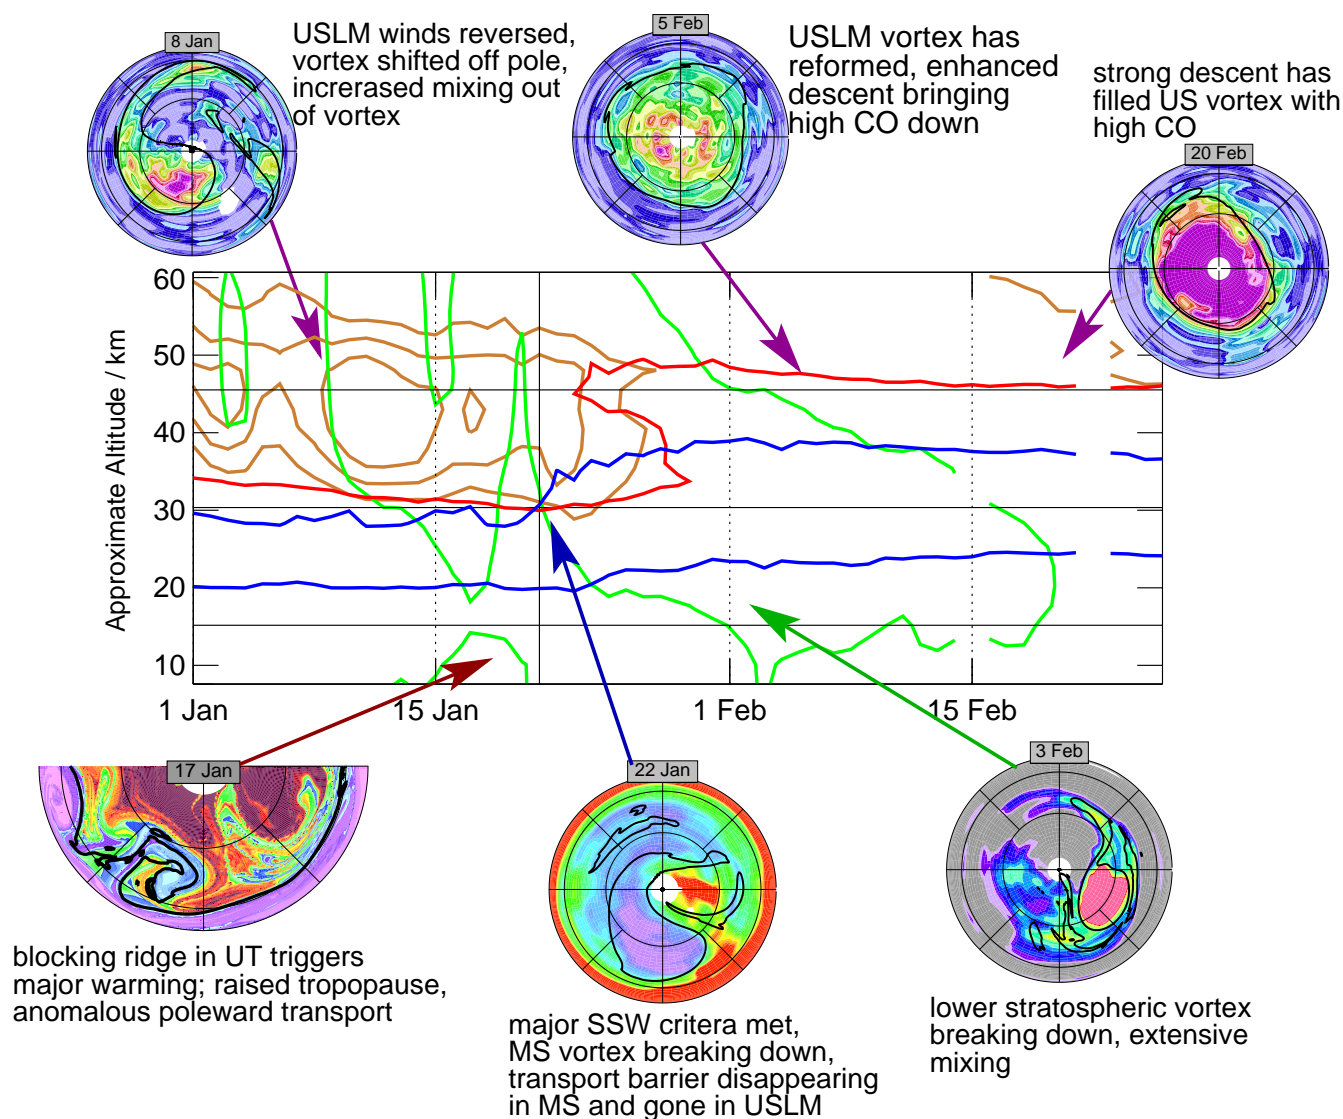 8 Jan
USLM winds reversed,
vortex shifted off pole,
increrased mixing out
of vortex
5 Feb
USLM vortex has
reformed, enhanced
descent bringing
high CO down
strong descent has
filled US vortex with
high CO
20 Feb
Approximate Altitude / km
60
50
40
30
20
10
1 Jan
15 Jan
1 Feb
15 Feb
17 Jan
blocking ridge in UT triggers
major warming; raised tropopause,
anomalous poleward transport
22 Jan
major SSW critera met,
MS vortex breaking down,
transport barrier disappearing
in MS and gone in USLM
3 Feb
lower stratospheric vortex
breaking down, extensive
mixing